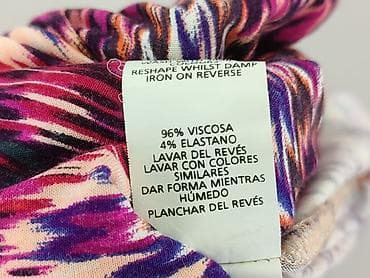 RESHAPE WHILST DAMP
IRON ON REVERSE
96% VISCOSA
4% ELASTANO
LAVAR DEL REVÉS
LAVAR CON COLORES
SIMILARES
DAR FORMA MIENTRAS
HÚMEDO
PLANCHAR DEL REVÉS